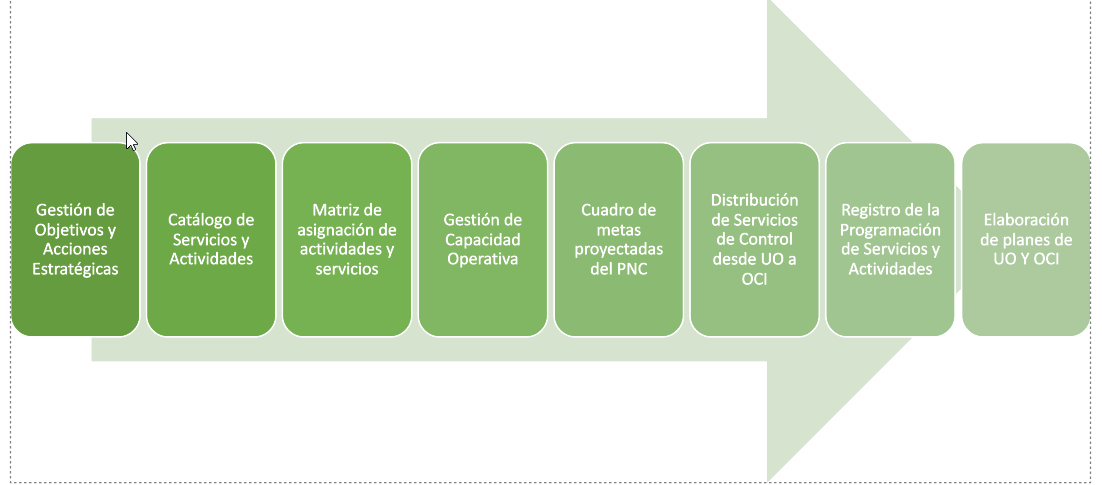 Gestión de
Objetivos y
Acciones
Estratégicas
Catálogo de
Servicios y
Actividades
Matriz de
asignación de
actividades y
servicios
Gestión de
Capacidad
Operativa
Cuadro de
metas
proyectadas
del PNC
Distribución
de Servicios
de Control
desde UO a
OCI
Registro de la
Programación
de Servicios y
Actividades
Elaboración
de planes de
UO Y OCI